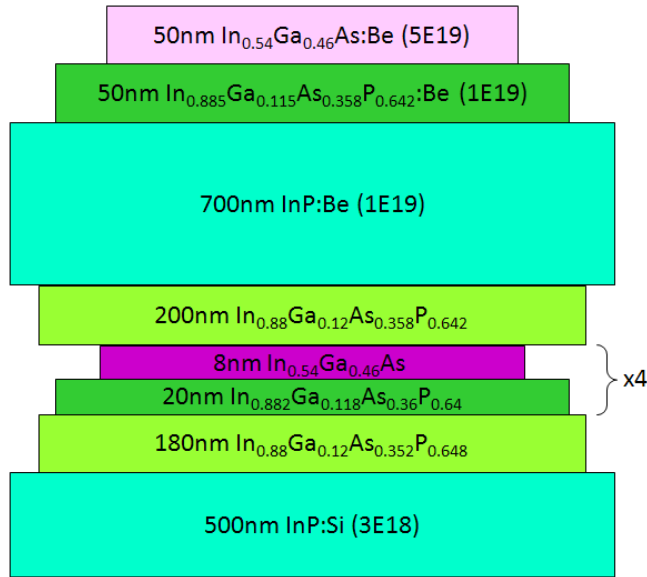 50nm In₀.₅₄Ga₀.₄₆As:Be (5E19)
50nm In₀.₈₈₅Ga₀.₁₁₅As₀.₃₅₈P₀.₆₄₂:Be (1E19)
700nm InP:Be (1E19)
200nm In₀.₈₈Ga₀.₁₂As₀.₃₅₈P₀.₆₄₂
8nm In₀.₅₄Ga₀.₄₆As
x4
20nm In₀.₈₈₂Ga₀.₁₁₈As₀.₃₆P₀.₆₄
180nm In₀.₈₈Ga₀.₁₂As₀.₃₅₂P₀.₆₄₈
500nm InP:Si (3E18)